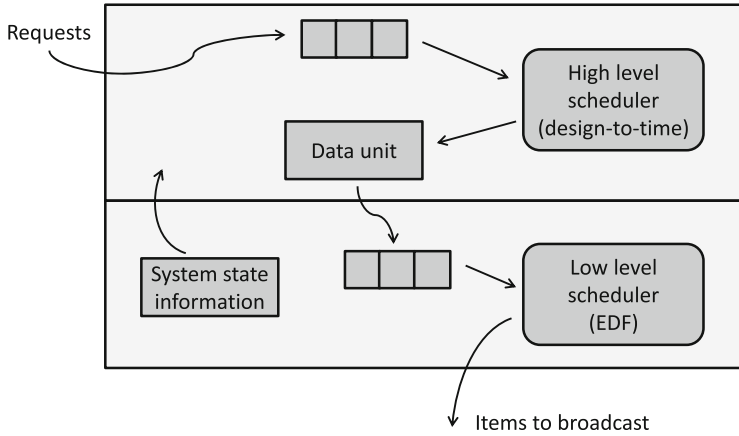 Requests
High level
scheduler
(design-to-time)
Data unit
System state
information
Low level
scheduler
(EDF)
Items to broadcast